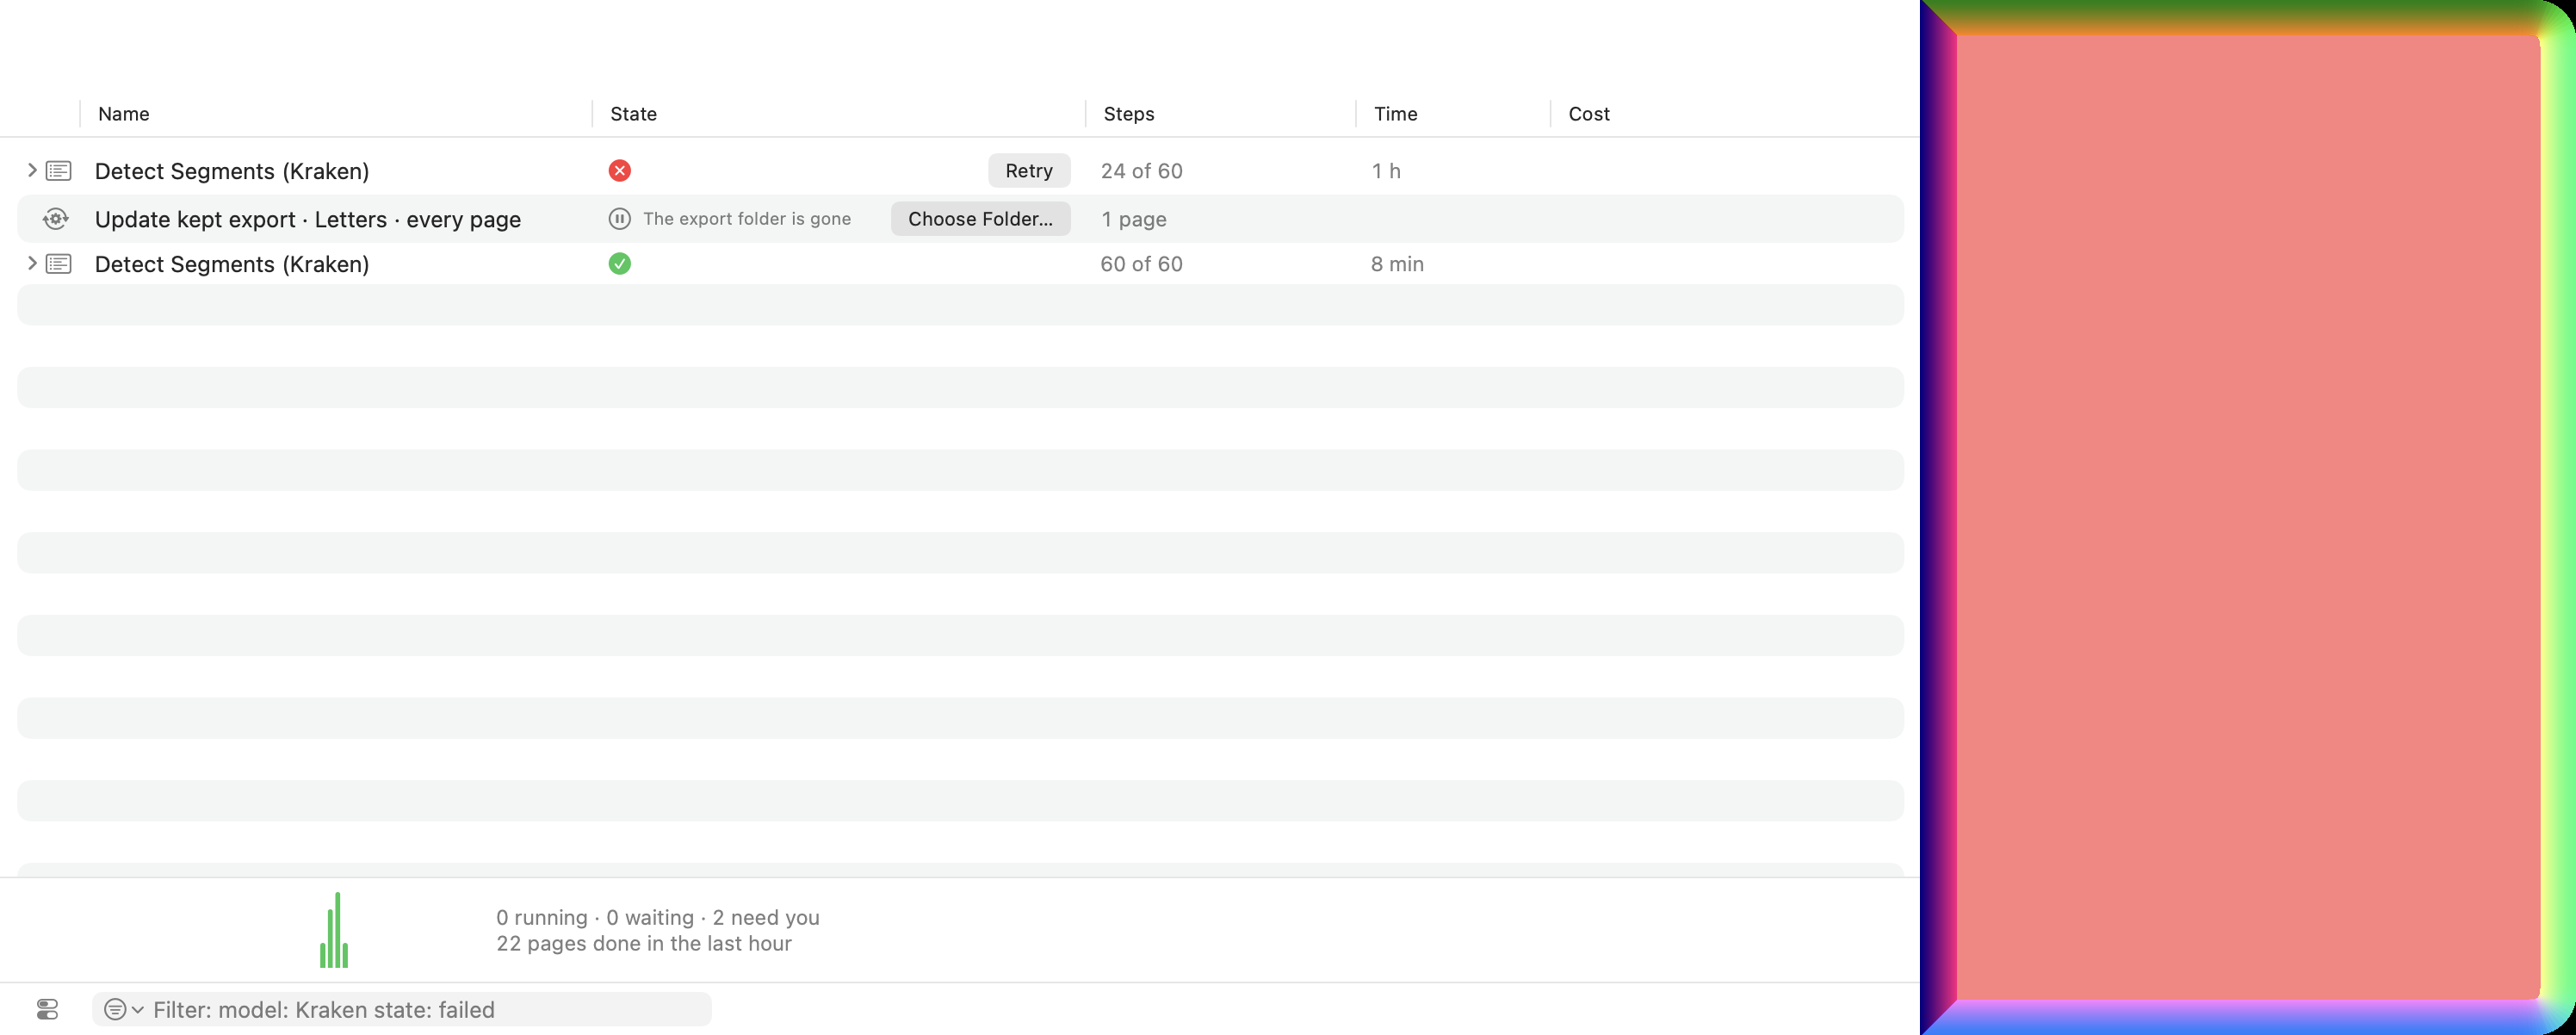 Name State Steps Time Cost
Detect Segments (Kraken) Retry 24 of 60 1 h
Update kept export · Letters · every page The export folder is gone Choose Folder... 1 page
Detect Segments (Kraken) 60 of 60 8 min
0 running · 0 waiting · 2 need you
22 pages done in the last hour
Filter: model: Kraken state: failed